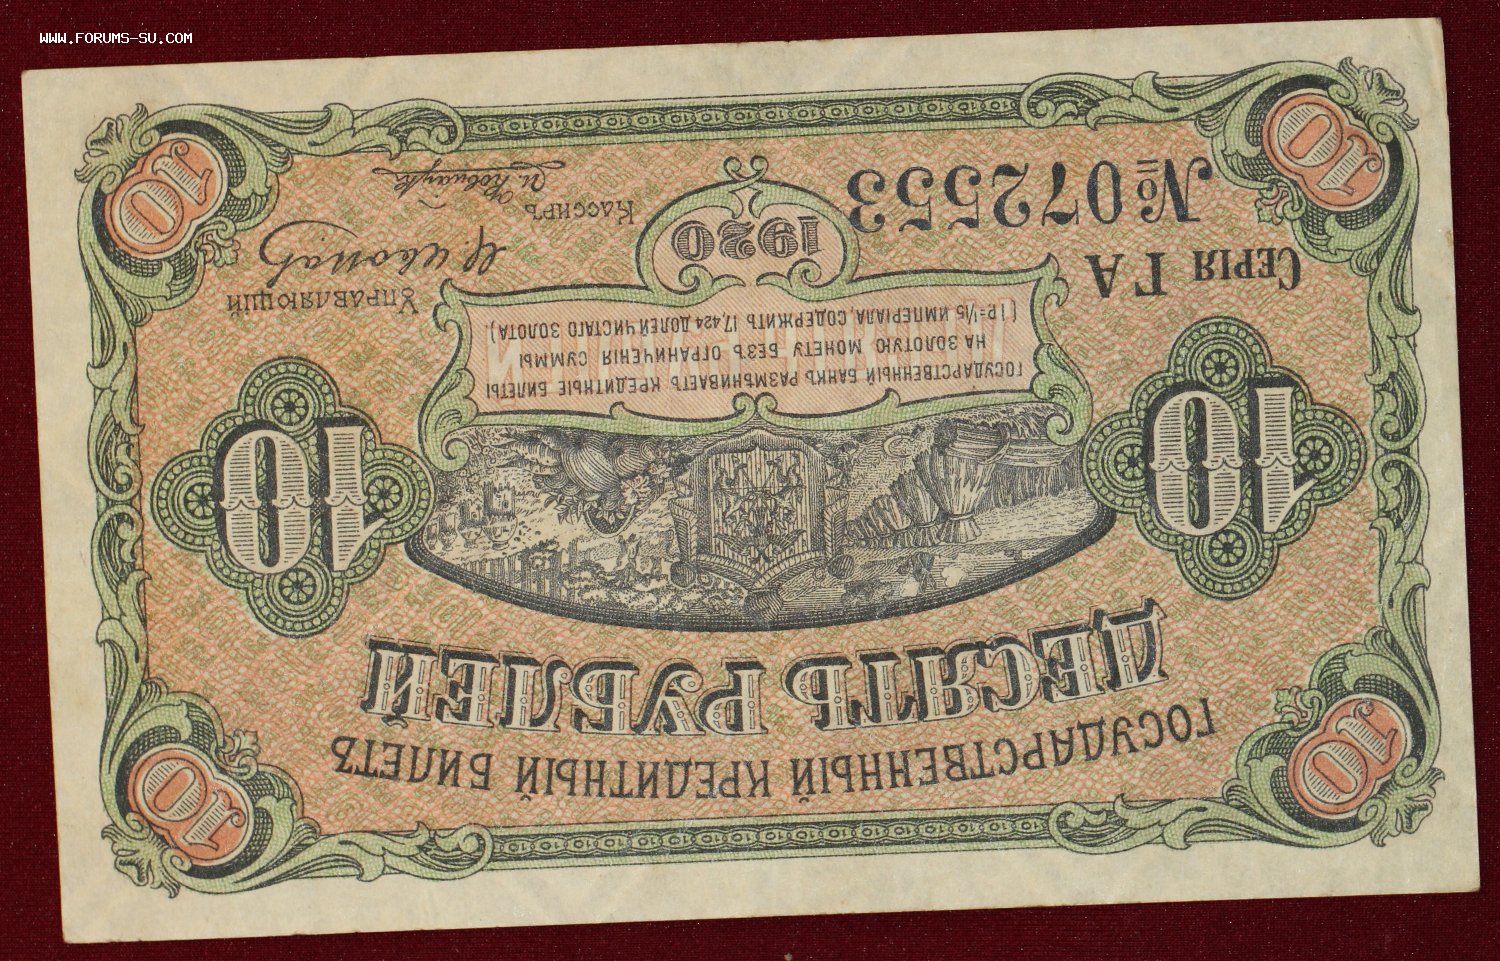 WWW.FORUMS-SU.COM
ГОСУДАРСТВЕННЫЙ КРЕДИТНЫЙ БИЛЕТЪ
ДЕСЯТЬ РУБЛЕЙ
10 10
ГОСУДАРСТВЕННЫЙ БАНКЪ РАЗМѢНИВАЕТЪ КРЕДИТНЫЕ БИЛЕТЫ
НА ЗОЛОТУЮ МОНЕТУ БЕЗЪ ОГРАНИЧЕНІЯ СУММЫ
(1 Р.=1/15 ИМПЕРІАЛА, СОДЕРЖИТЪ 17,424 ДОЛЕЙ ЧИСТАГО ЗОЛОТА).
СЕРІЯ ГА
№ 072553
1920
УПРАВЛЯЮЩІЙ
КАССИРЪ
10 10
10 10